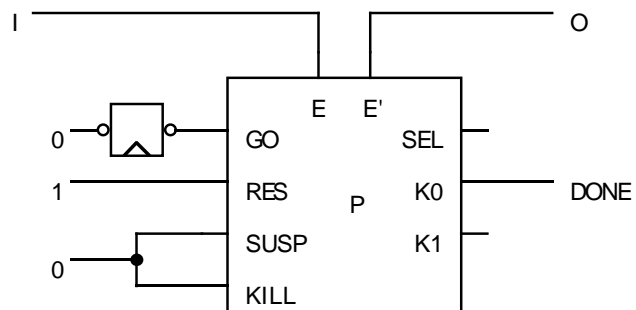 I O
E E'
0 GO SEL
1 RES P K0 DONE
SUSP K1
0
KILL